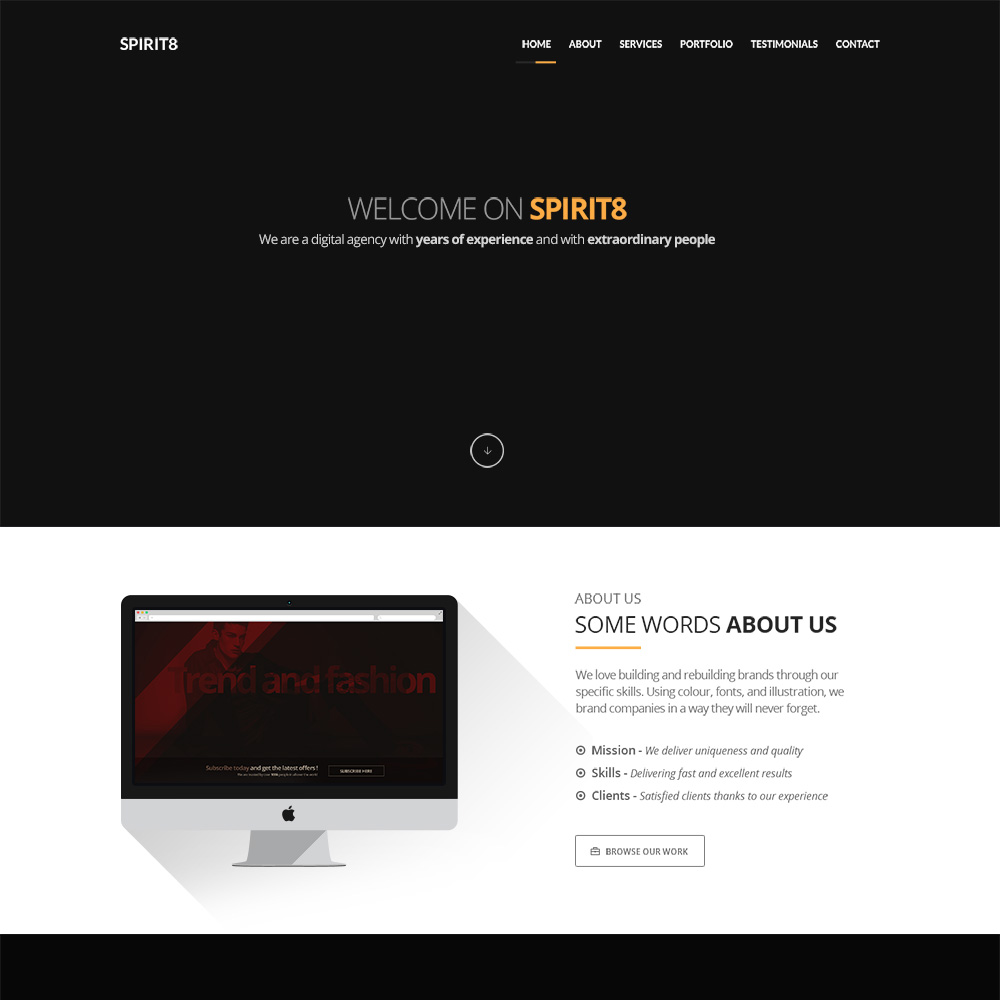 SPIRIT8
HOME ABOUT SERVICES PORTFOLIO TESTIMONIALS CONTACT
WELCOME ON SPIRIT8
We are a digital agency with years of experience and with extraordinary people
ABOUT US
SOME WORDS ABOUT US
We love building and rebuilding brands through our
specific skills. Using colour, fonts, and illustration, we
brand companies in a way they will never forget.
Mission - We deliver uniqueness and quality
Skills - Delivering fast and excellent results
Clients - Satisfied clients thanks to our experience
BROWSE OUR WORK
Trend and fashion
Subscribe today and get the latest offers !
SUBSCRIBE HERE